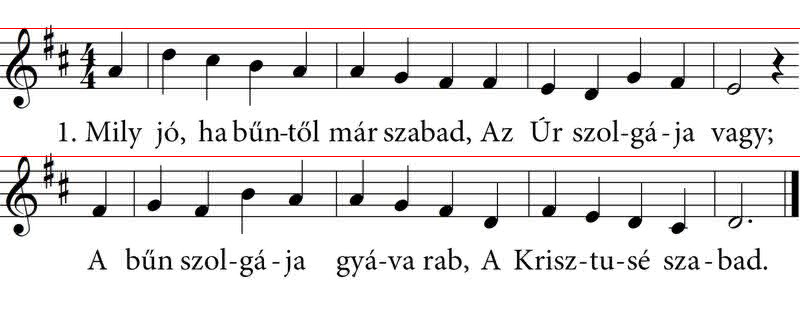 1. Mily jó, ha bűn-től már szabad, Az Úr szol-gá-ja vagy;
A bűn szol-gá-ja gyá-va rab, A Krisz-tu-sé sza-bad.